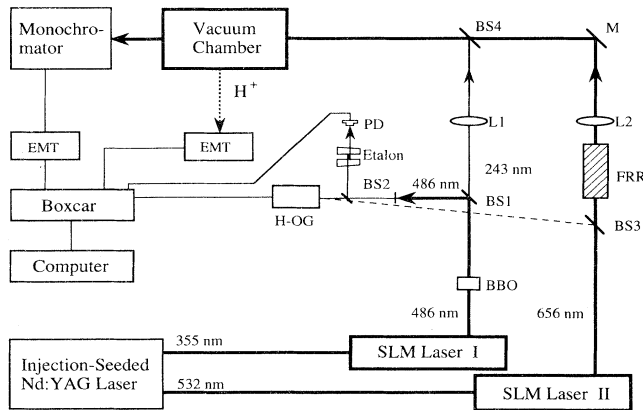 Monochro-
mator
Vacuum
Chamber
BS4
M
H+
PD
L1
L2
EMT
EMT
Etalon
243 nm
FRR
BS2
486 nm
BS1
Boxcar
H-OG
BS3
Computer
BBO
486 nm
656 nm
355 nm
SLM Laser I
Injection-Seeded
Nd:YAG Laser
532 nm
SLM Laser II